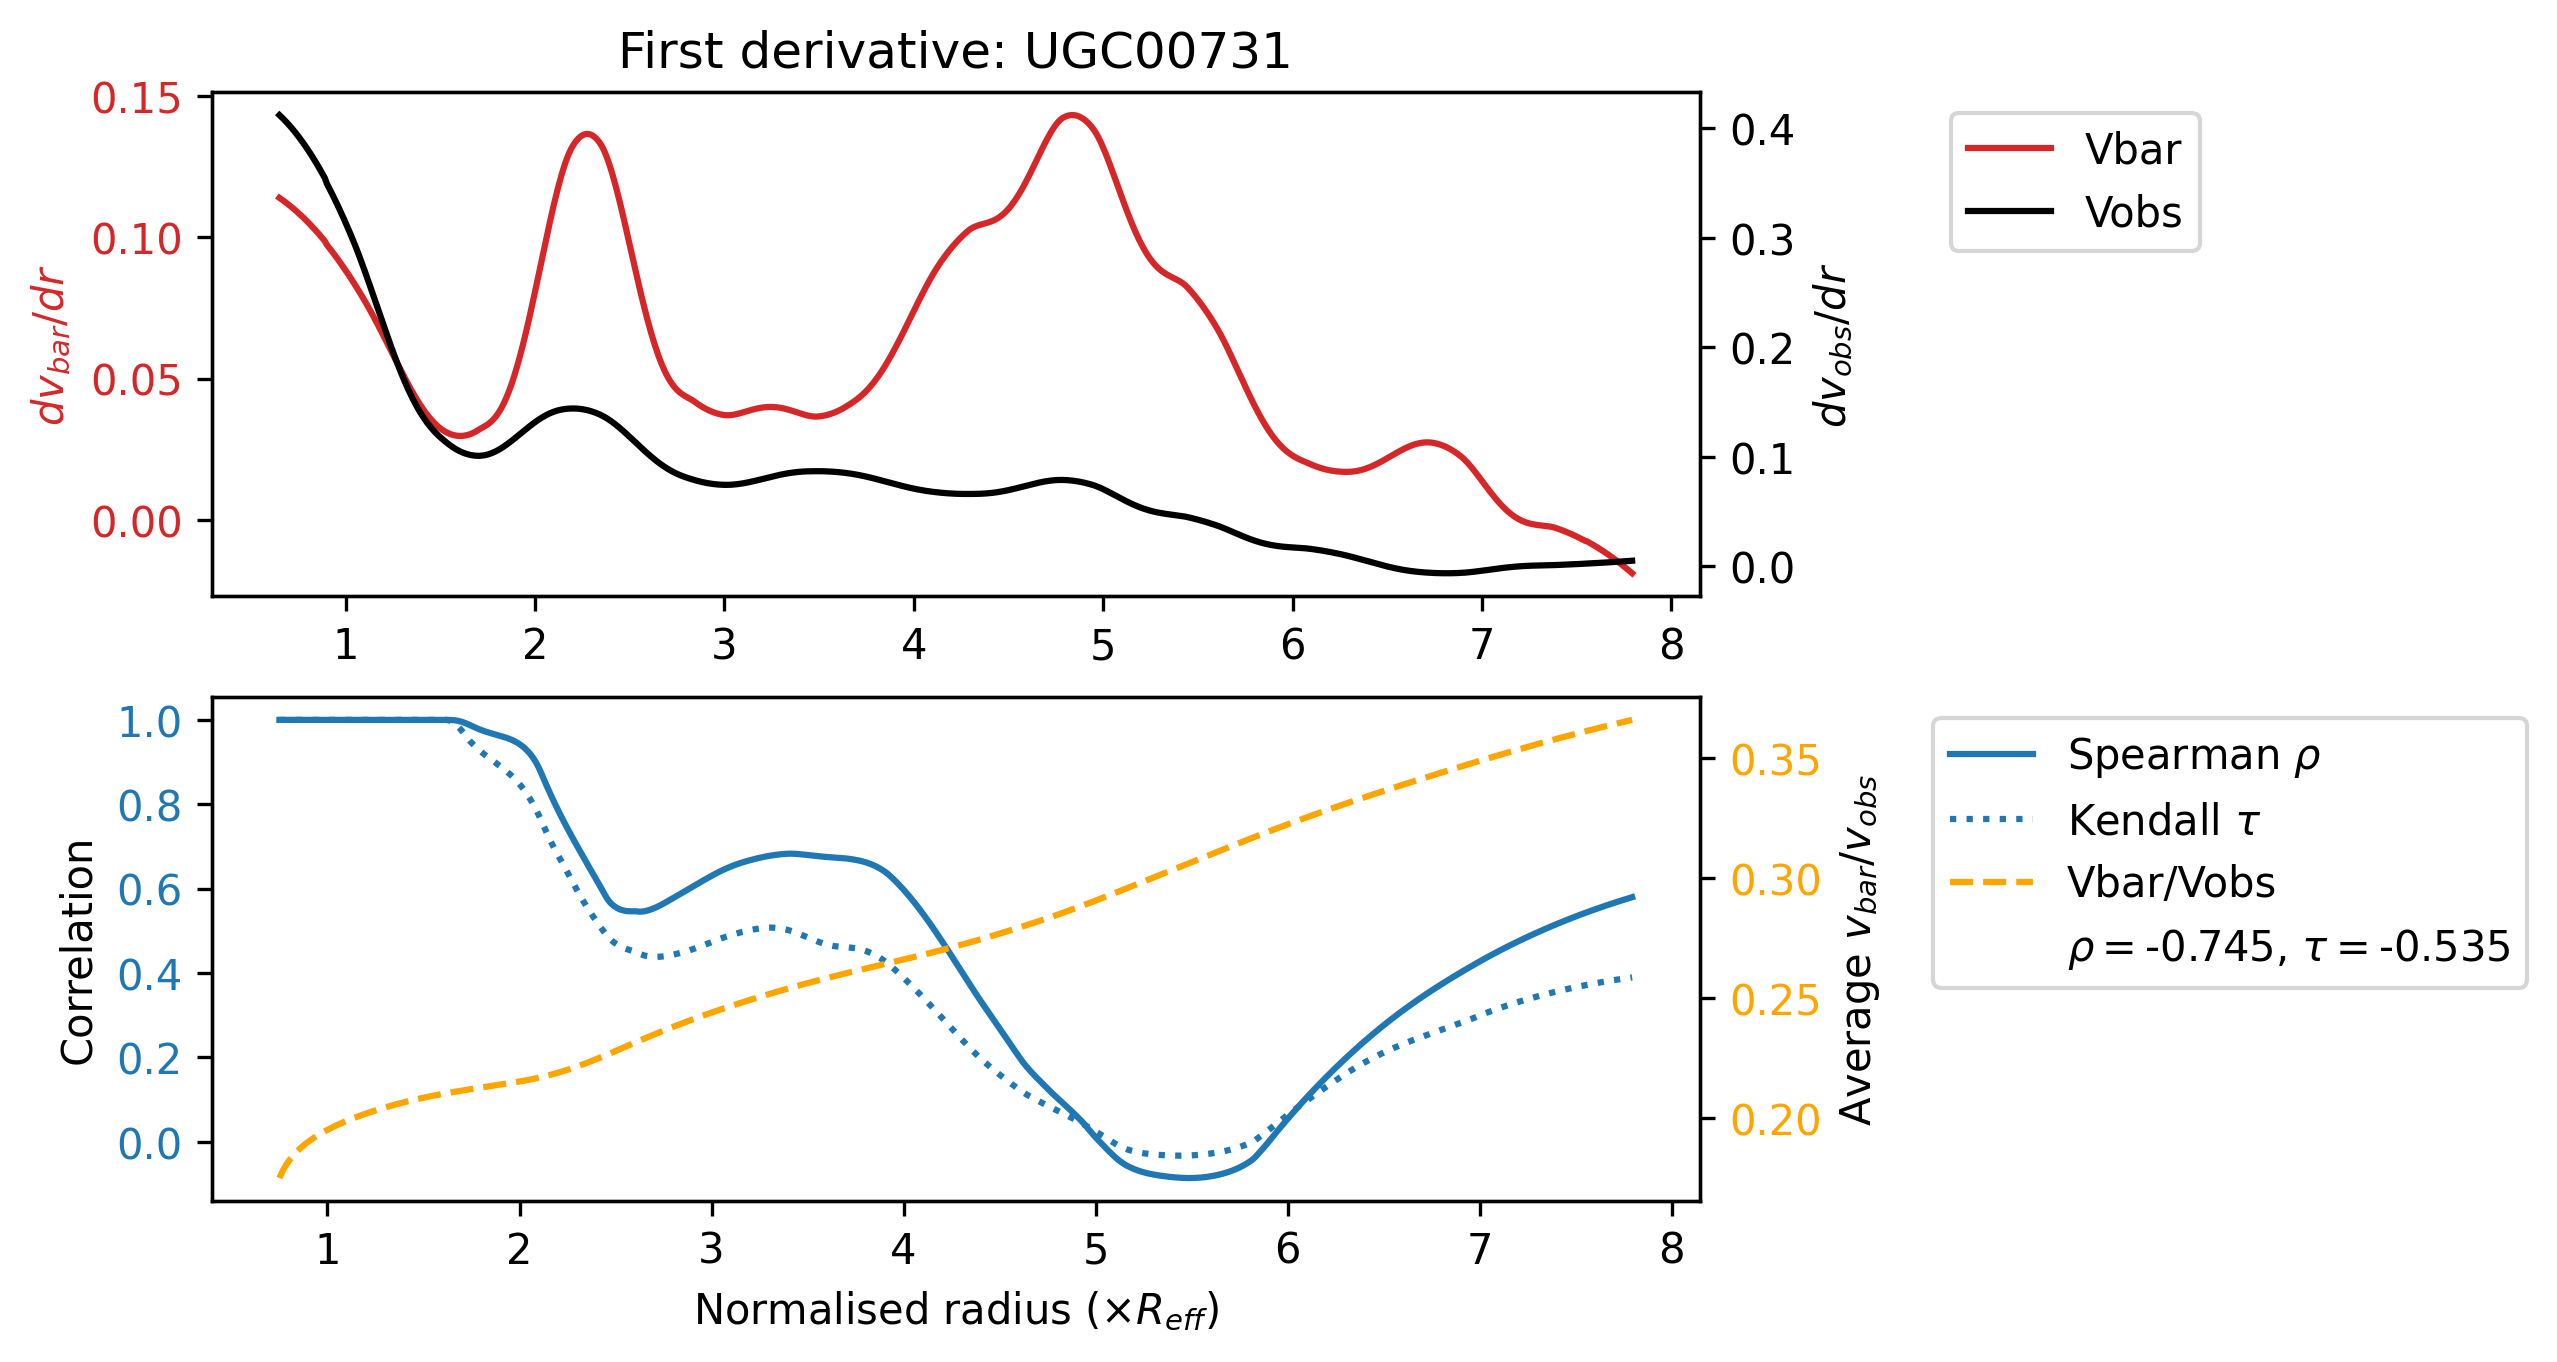 First derivative: UGC00731
0.15
0.10
0.05
0.00
dv_bar/dr
0.4
0.3
0.2
0.1
0.0
dv_obs/dr
Vbar
Vobs
1 2 3 4 5 6 7 8
1.0
0.8
0.6
0.4
0.2
0.0
Correlation
0.35
0.30
0.25
0.20
Average v_bar/v_obs
Spearman ρ
Kendall τ
Vbar/Vobs
ρ = -0.745, τ = -0.535
1 2 3 4 5 6 7 8
Normalised radius (×R_eff)